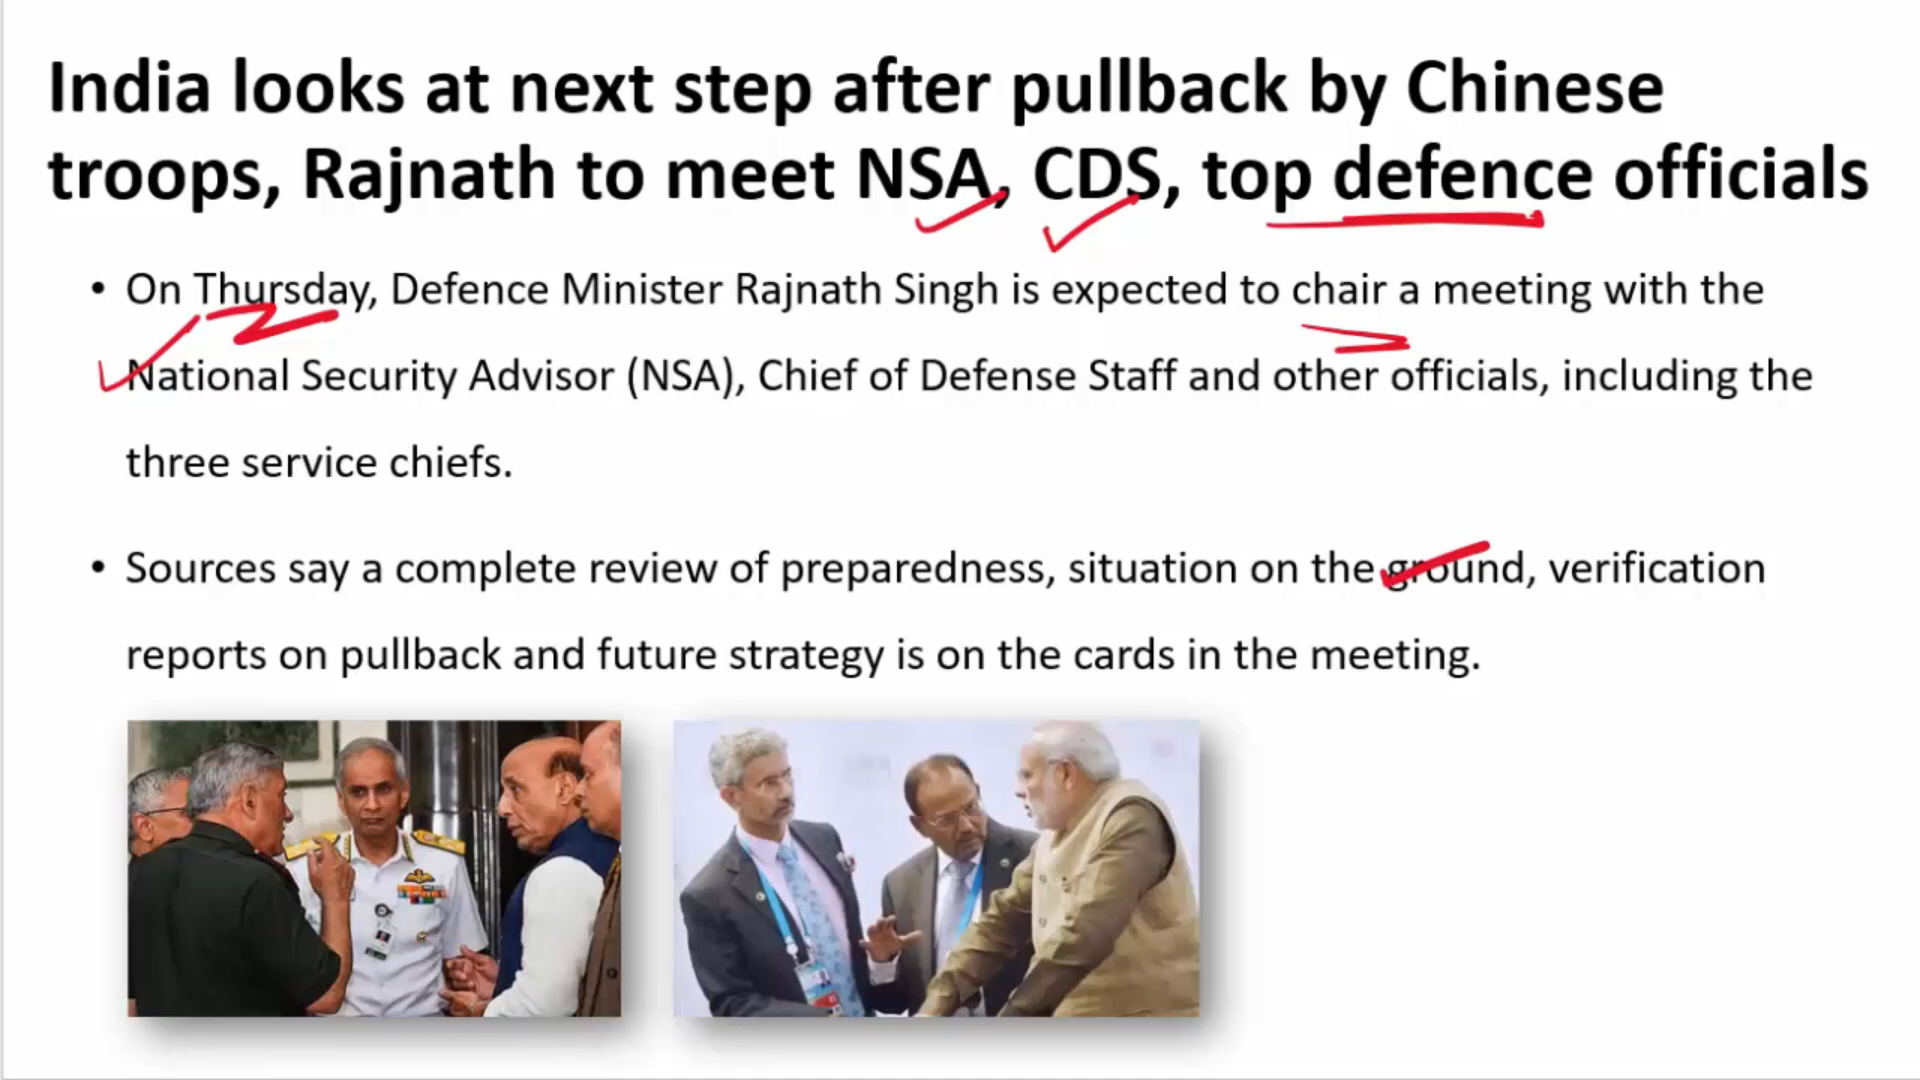 India looks at next step after pullback by Chinese
troops, Rajnath to meet NSA, CDS, top defence officials
• On Thursday, Defence Minister Rajnath Singh is expected to chair a meeting with the
National Security Advisor (NSA), Chief of Defense Staff and other officials, including the
three service chiefs.
• Sources say a complete review of preparedness, situation on the ground, verification
reports on pullback and future strategy is on the cards in the meeting.